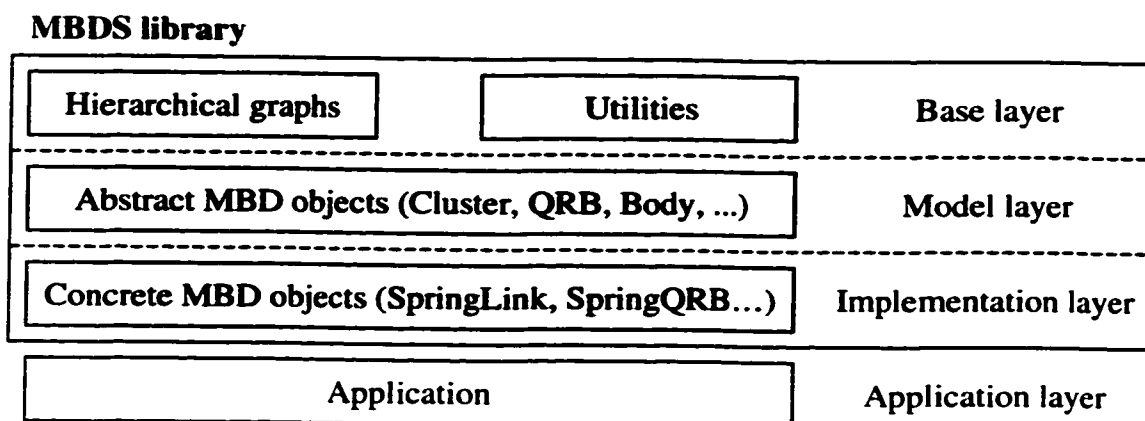 MBDS library
Hierarchical graphs Utilities Base layer
Abstract MBD objects (Cluster, QRB, Body, ...) Model layer
Concrete MBD objects (SpringLink, SpringQRB...) Implementation layer
Application Application layer